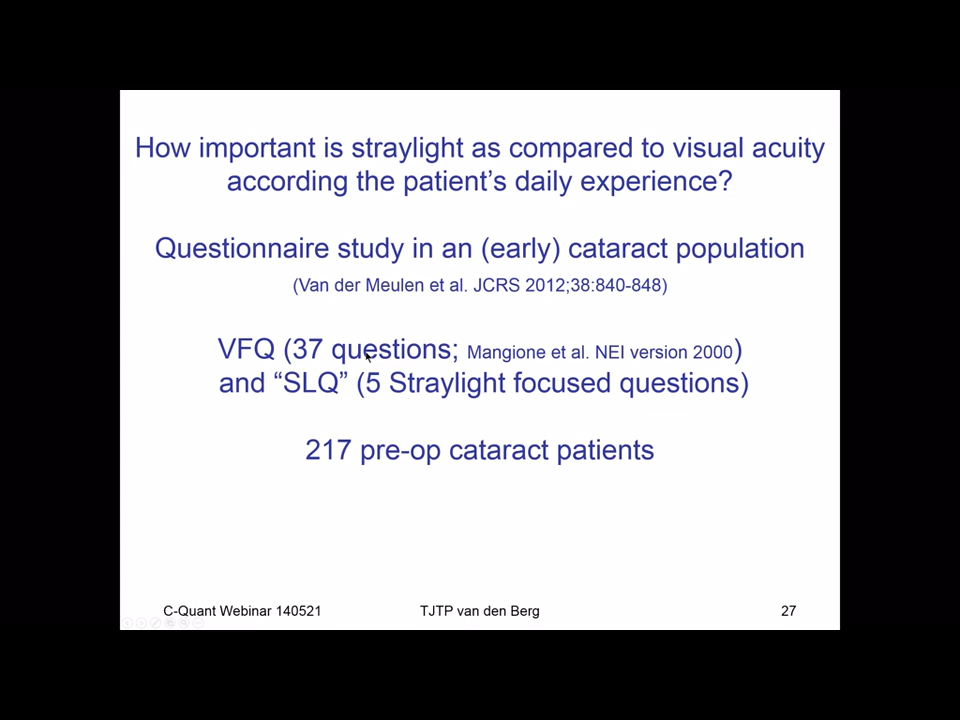 How important is straylight as compared to visual acuity
according the patient's daily experience?
Questionnaire study in an (early) cataract population
(Van der Meulen et al. JCRS 2012;38:840-848)
VFQ (37 questions; Mangione et al. NEI version 2000)
and “SLQ” (5 Straylight focused questions)
217 pre-op cataract patients
C-Quant Webinar 140521 TJTP van den Berg 27